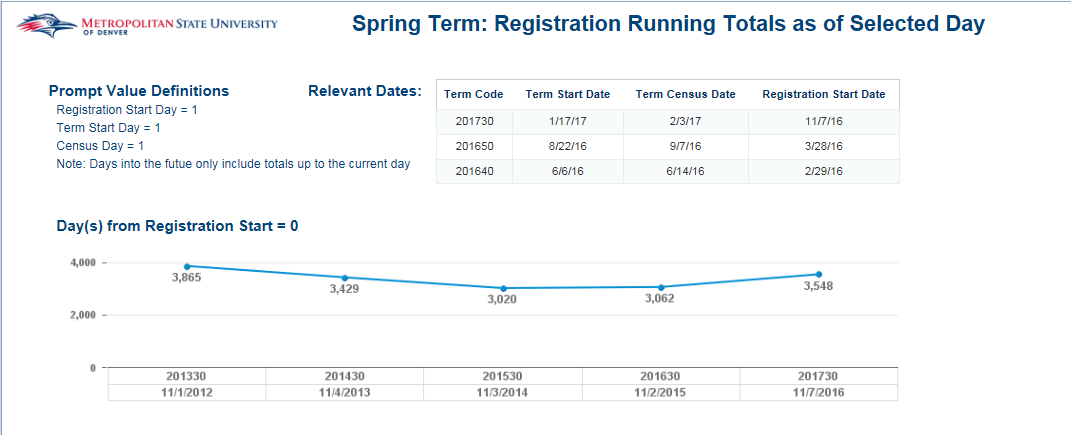 METROPOLITAN STATE UNIVERSITY
OF DENVER
Spring Term: Registration Running Totals as of Selected Day
Prompt Value Definitions
Registration Start Day = 1
Term Start Day = 1
Census Day = 1
Note: Days into the futue only include totals up to the current day
Relevant Dates:
Term Code Term Start Date Term Census Date Registration Start Date
201730 1/17/17 2/3/17 11/7/16
201650 8/22/16 9/7/16 3/28/16
201640 6/6/16 6/14/16 2/29/16
Day(s) from Registration Start = 0
4,000
3,865 3,429 3,020 3,062 3,548
2,000
0
201330 201430 201530 201630 201730
11/1/2012 11/4/2013 11/3/2014 11/2/2015 11/7/2016